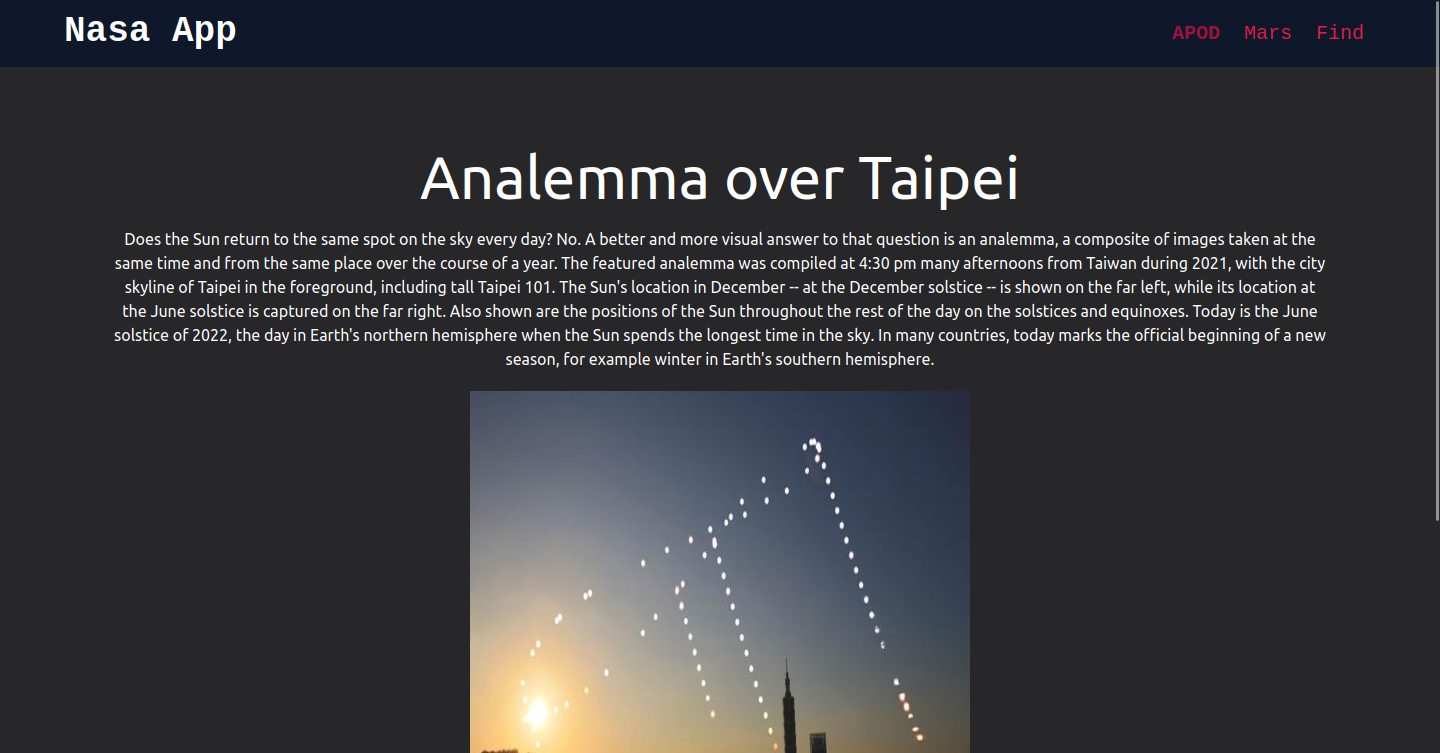 Nasa App
APOD Mars Find
Analemma over Taipei
Does the Sun return to the same spot on the sky every day? No. A better and more visual answer to that question is an analemma, a composite of images taken at the
same time and from the same place over the course of a year. The featured analemma was compiled at 4:30 pm many afternoons from Taiwan during 2021, with the city
skyline of Taipei in the foreground, including tall Taipei 101. The Sun's location in December -- at the December solstice -- is shown on the far left, while its location at
the June solstice is captured on the far right. Also shown are the positions of the Sun throughout the rest of the day on the solstices and equinoxes. Today is the June
solstice of 2022, the day in Earth's northern hemisphere when the Sun spends the longest time in the sky. In many countries, today marks the official beginning of a new
season, for example winter in Earth's southern hemisphere.